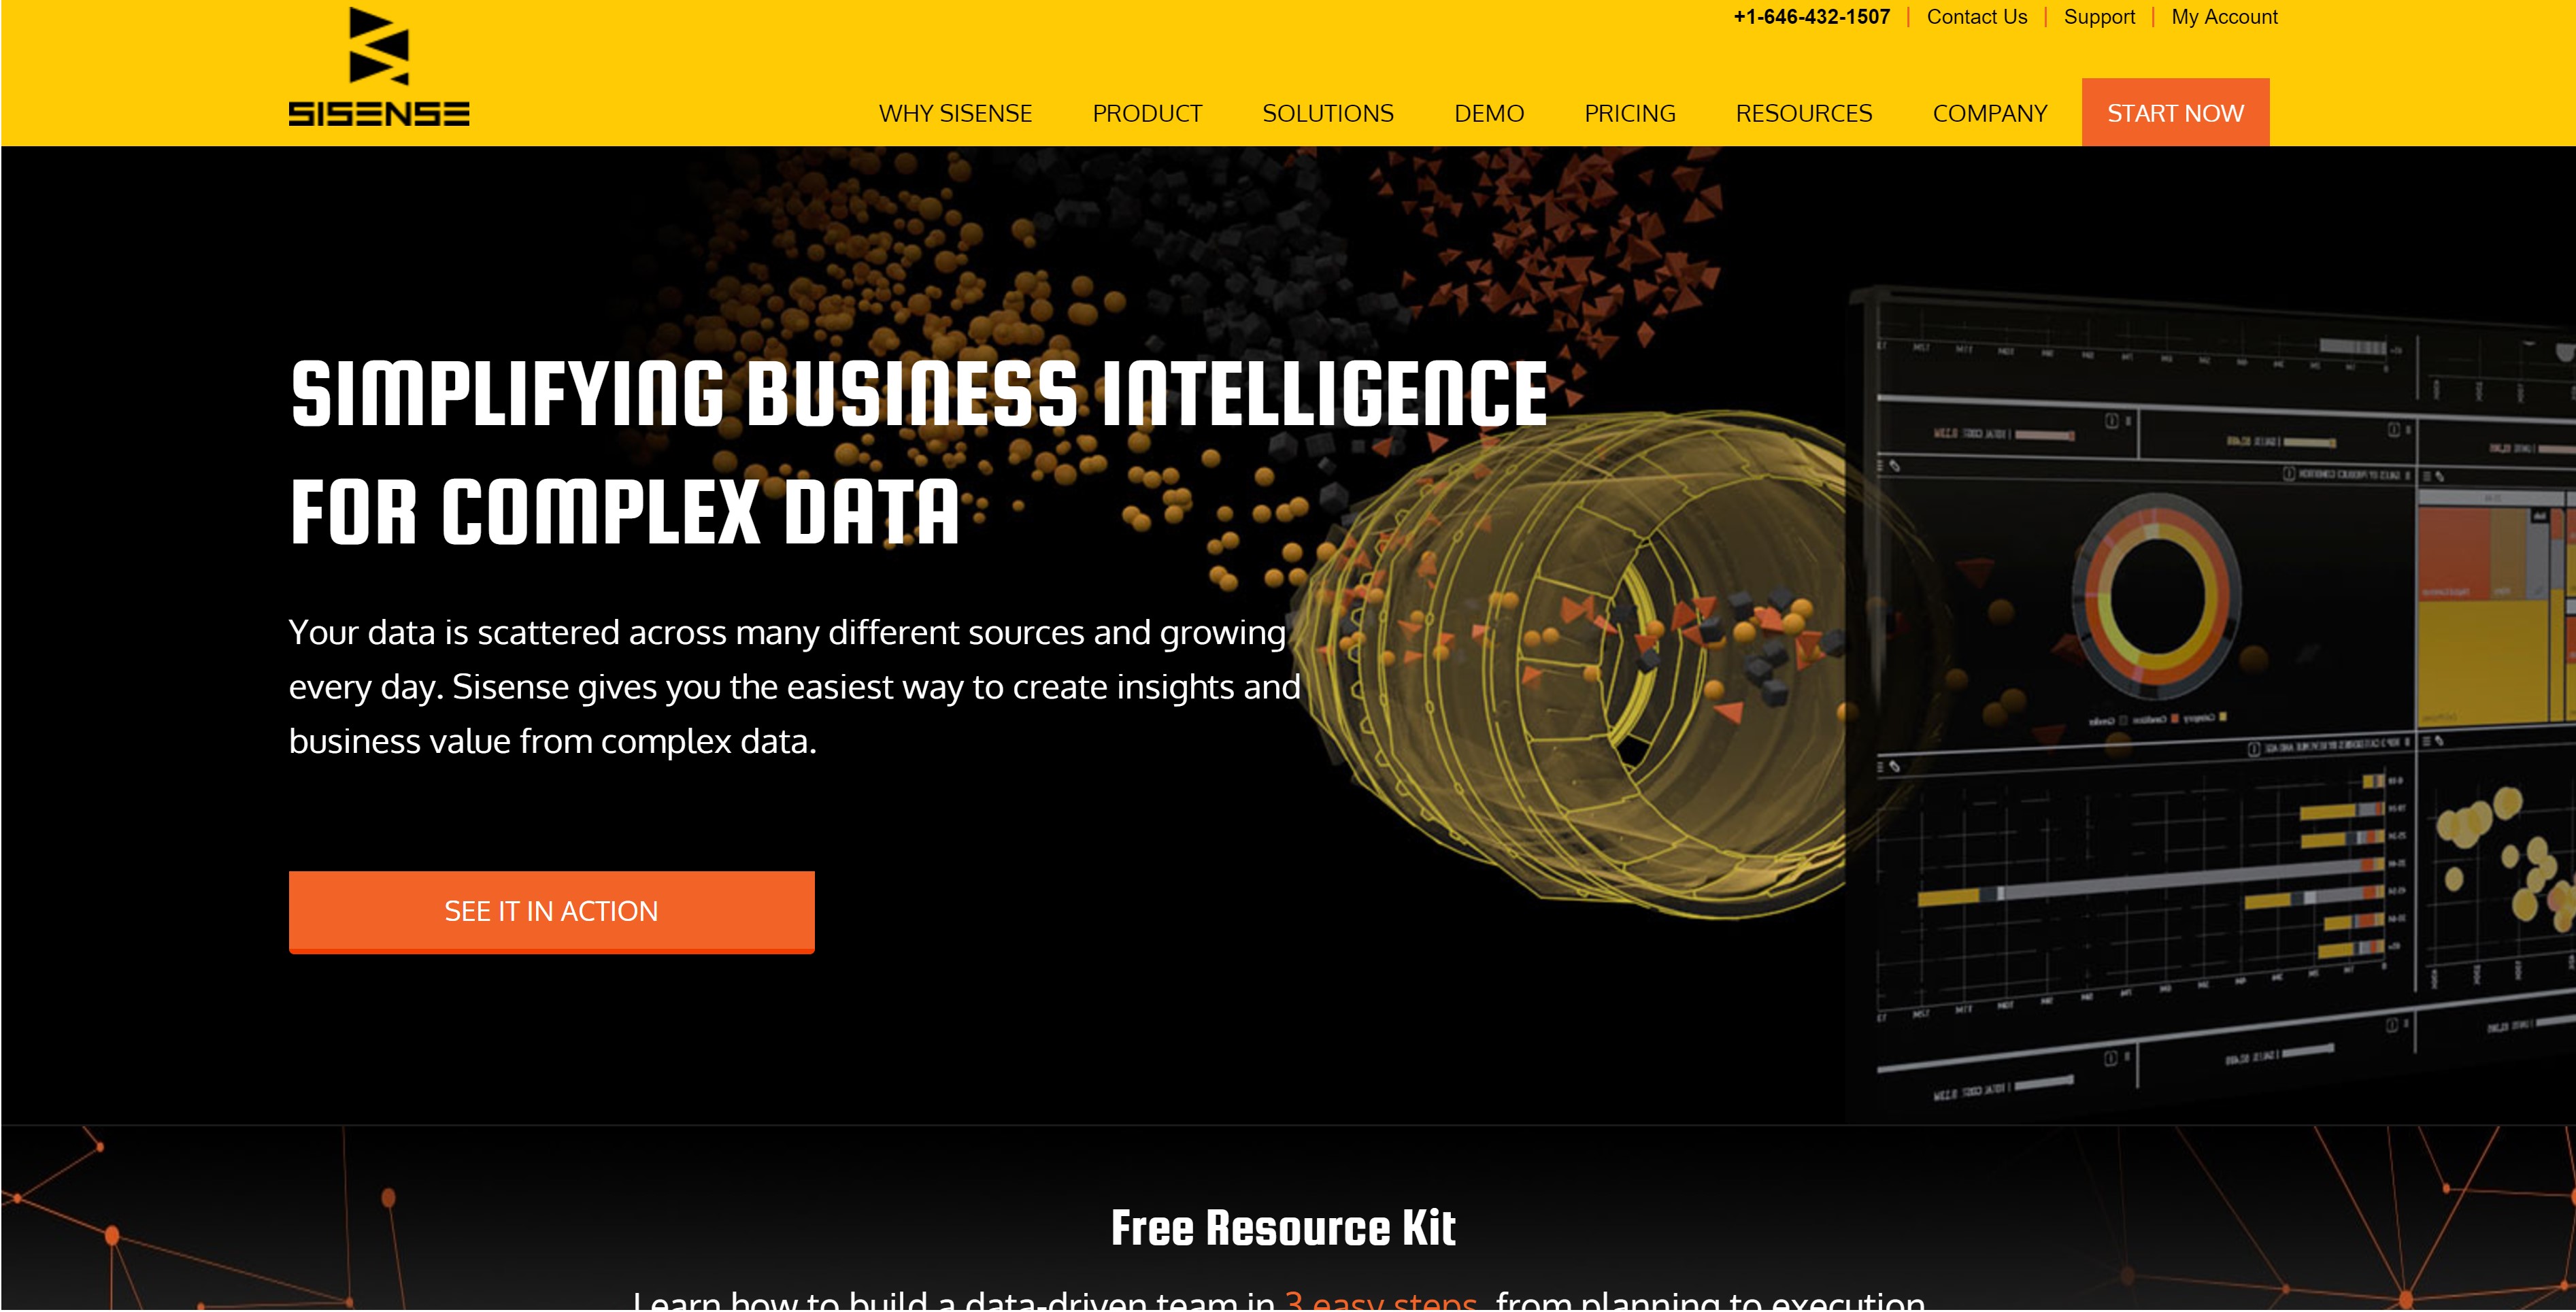 +1-646-432-1507 | Contact Us | Support | My Account
SISENSE
WHY SISENSE PRODUCT SOLUTIONS DEMO PRICING RESOURCES COMPANY START NOW
SIMPLIFYING BUSINESS INTELLIGENCE
FOR COMPLEX DATA
Your data is scattered across many different sources and growing
every day. Sisense gives you the easiest way to create insights and
business value from complex data.
SEE IT IN ACTION
Free Resource Kit
Learn how to build a data-driven team in 3 easy steps, from planning to execution